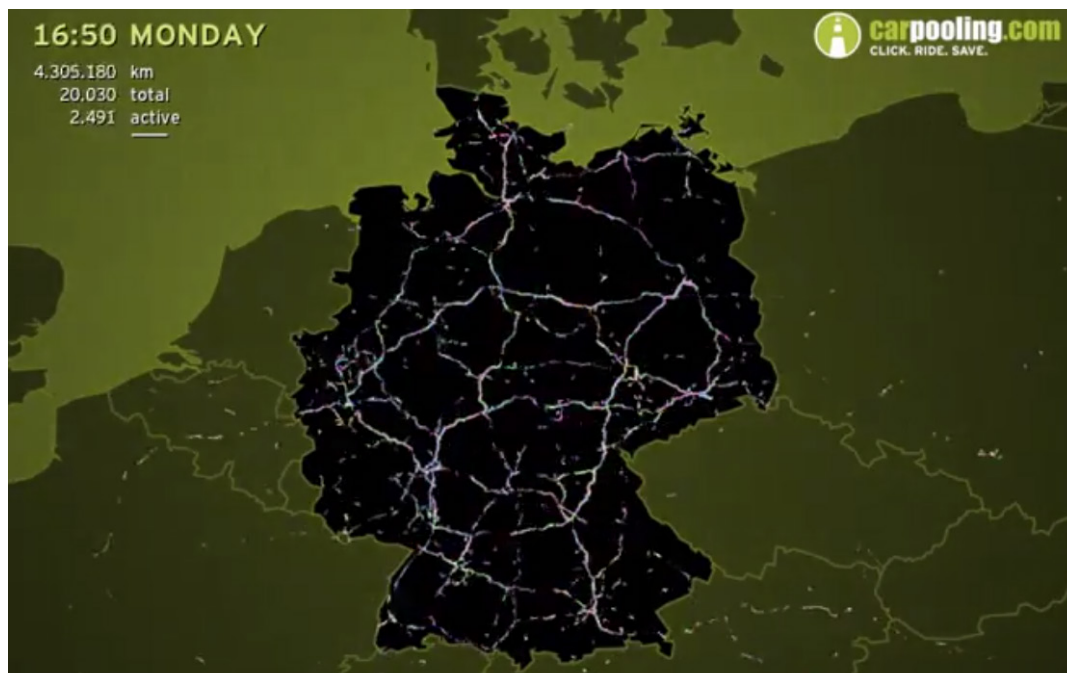 16:50 MONDAY
4.305.180 km
20.030 total
2.491 active
carpooling.com
CLICK. RIDE. SAVE.